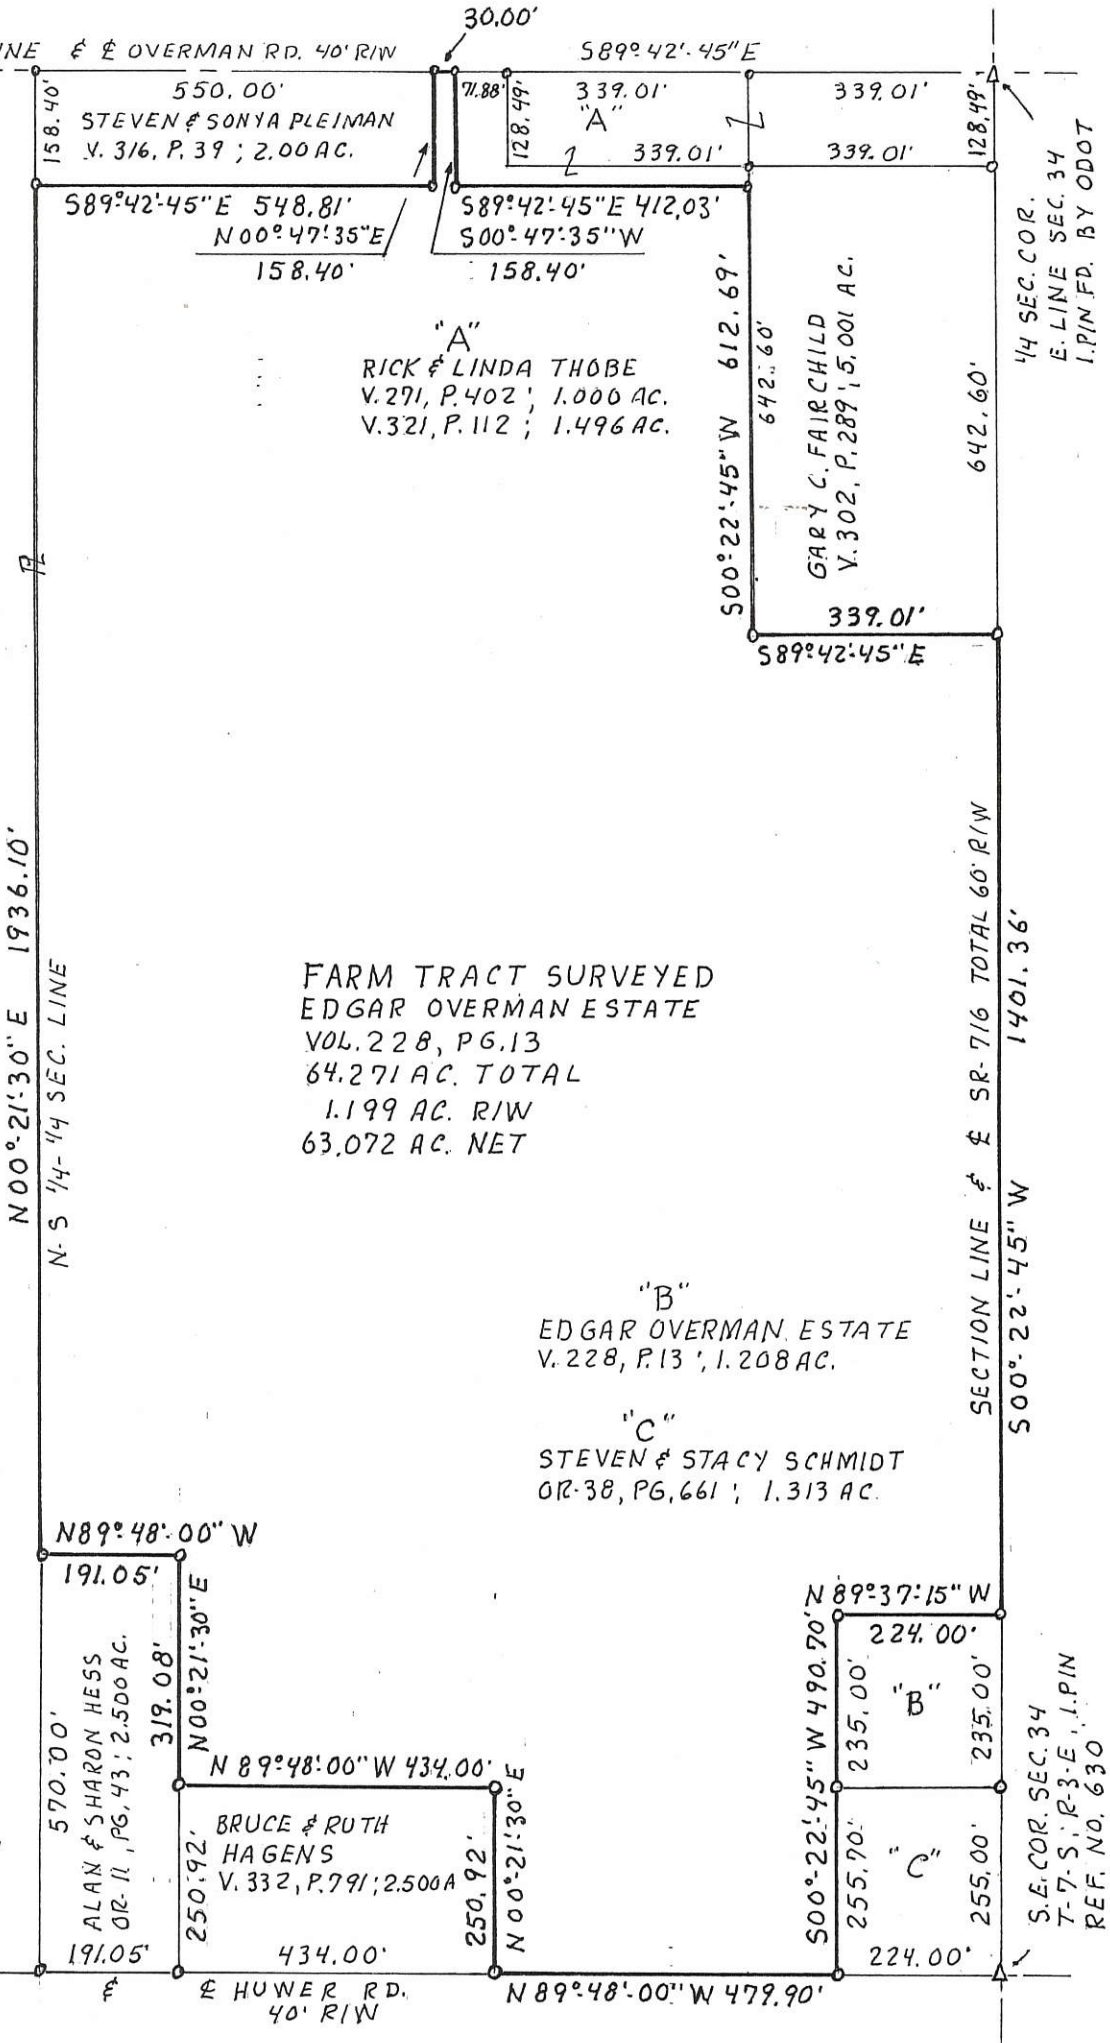 30.00'
INE & ℄ OVERMAN RD. 40' R/W
S89°-42'-45"E
550.00'
71.88'
339.01'
339.01'
158.40'
STEVEN & SONYA PLEIMAN
V. 316, P. 39 ; 2.00 AC.
128.49'
"A"
128.49'
339.01'
339.01'
S89°-42'-45"E 548.81'
S89°-42'-45"E 412.03'
N00°-47'-35"E
158.40'
S00°-47'-35"W
158.40'
1/4 SEC. COR.
E. LINE SEC. 34
I.PIN FD. BY ODOT
"A"
RICK & LINDA THOBE
V.271, P.402 ; 1.000 AC.
V.321, P.112 ; 1.496 AC.
S00°-22'-45"W 612.69'
642.60'
GARY C. FAIRCHILD
V.302, P.289 ; 5.001 AC.
642.60'
339.01'
S89°-42'-45"E
PL
N00°-21'-30"E 1936.10'
N-S 1/4-1/4 SEC. LINE
FARM TRACT SURVEYED
EDGAR OVERMAN ESTATE
VOL.228, PG.13
64.271 AC. TOTAL
1.199 AC. R/W
63.072 AC. NET
SECTION LINE & ℄ SR-716 TOTAL 60' R/W
S00°-22'-45"W 1401.36'
"B"
EDGAR OVERMAN ESTATE
V. 228, P.13 ; 1.208 AC.
"C"
STEVEN & STACY SCHMIDT
OR-38, PG.661 ; 1.313 AC.
N89°-48'-00"W
191.05'
570.00'
ALAN & SHARON HESS
OR-11, PG.43 ; 2.500 AC.
319.08'
N00°-21'-30"E
N 89°-37'-15"W
224.00'
S00°-22'-45"W 490.70'
235.00'
"B"
235.00'
N 89°-48'-00"W 434.00'
BRUCE & RUTH
HAGENS
V. 332, P.791 ; 2.500A
250.92'
250.92'
N00°-21'-30"E
255.70'
"C"
255.00'
S.E. COR. SEC. 34
T-7-S; R-3-E ; I.PIN
REF. NO. 630
191.05'
434.00'
224.00'
& ℄ HUWER RD.
40' R/W
N 89°-48'-00"W 479.90'